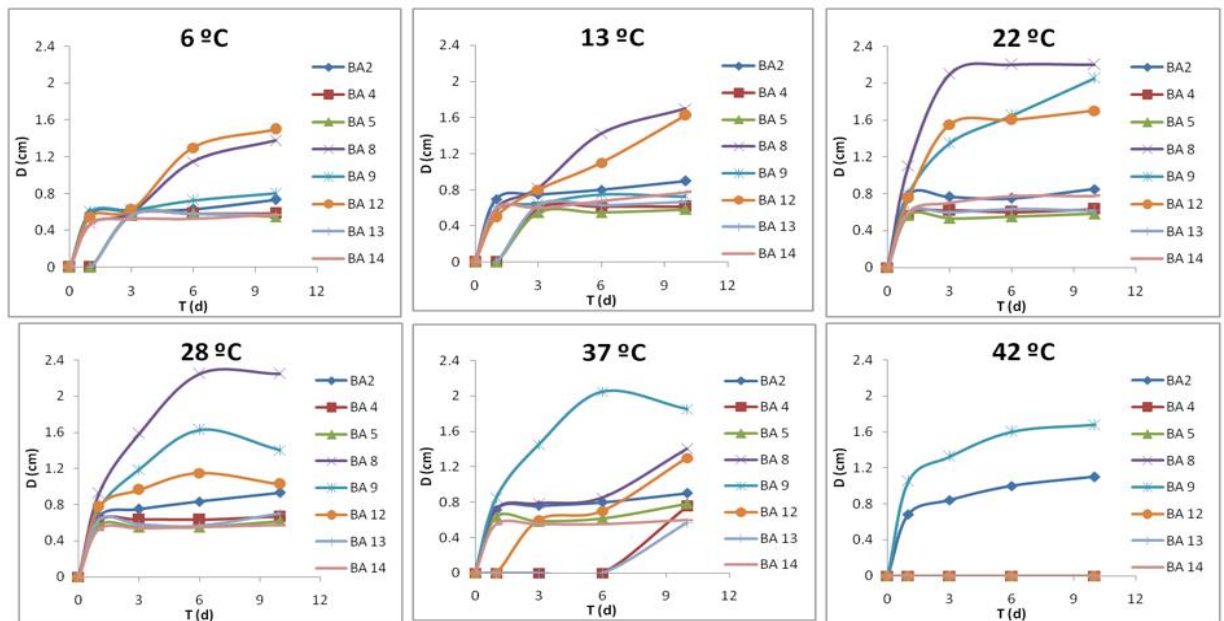 6 ºC
2.4
2
1.6
1.2
0.8
0.4
0
D (cm)
0 3 6 9 12
T (d)
BA2
BA 4
BA 5
BA 8
BA 9
BA 12
BA 13
BA 14
13 ºC
2.4
2
1.6
1.2
0.8
0.4
0
D (cm)
0 3 6 9 12
T (d)
BA2
BA 4
BA 5
BA 8
BA 9
BA 12
BA 13
BA 14
22 ºC
2.4
2
1.6
1.2
0.8
0.4
0
D (cm)
0 3 6 9 12
T (d)
BA2
BA 4
BA 5
BA 8
BA 9
BA 12
BA 13
BA 14
28 ºC
2.4
2
1.6
1.2
0.8
0.4
0
D (cm)
0 3 6 9 12
T (d)
BA2
BA 4
BA 5
BA 8
BA 9
BA 12
BA 13
BA 14
37 ºC
2.4
2
1.6
1.2
0.8
0.4
0
D (cm)
0 3 6 9 12
T (d)
BA2
BA 4
BA 5
BA 8
BA 9
BA 12
BA 13
BA 14
42 ºC
2.4
2
1.6
1.2
0.8
0.4
0
D (cm)
0 3 6 9 12
T (d)
BA2
BA 4
BA 5
BA 8
BA 9
BA 12
BA 13
BA 14